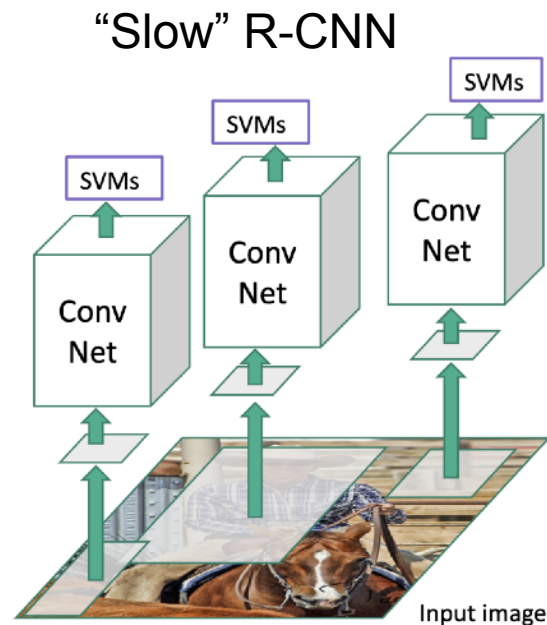 “Slow” R-CNN
SVMs
SVMs
SVMs
Conv
Net
Conv
Net
Conv
Net
Input image